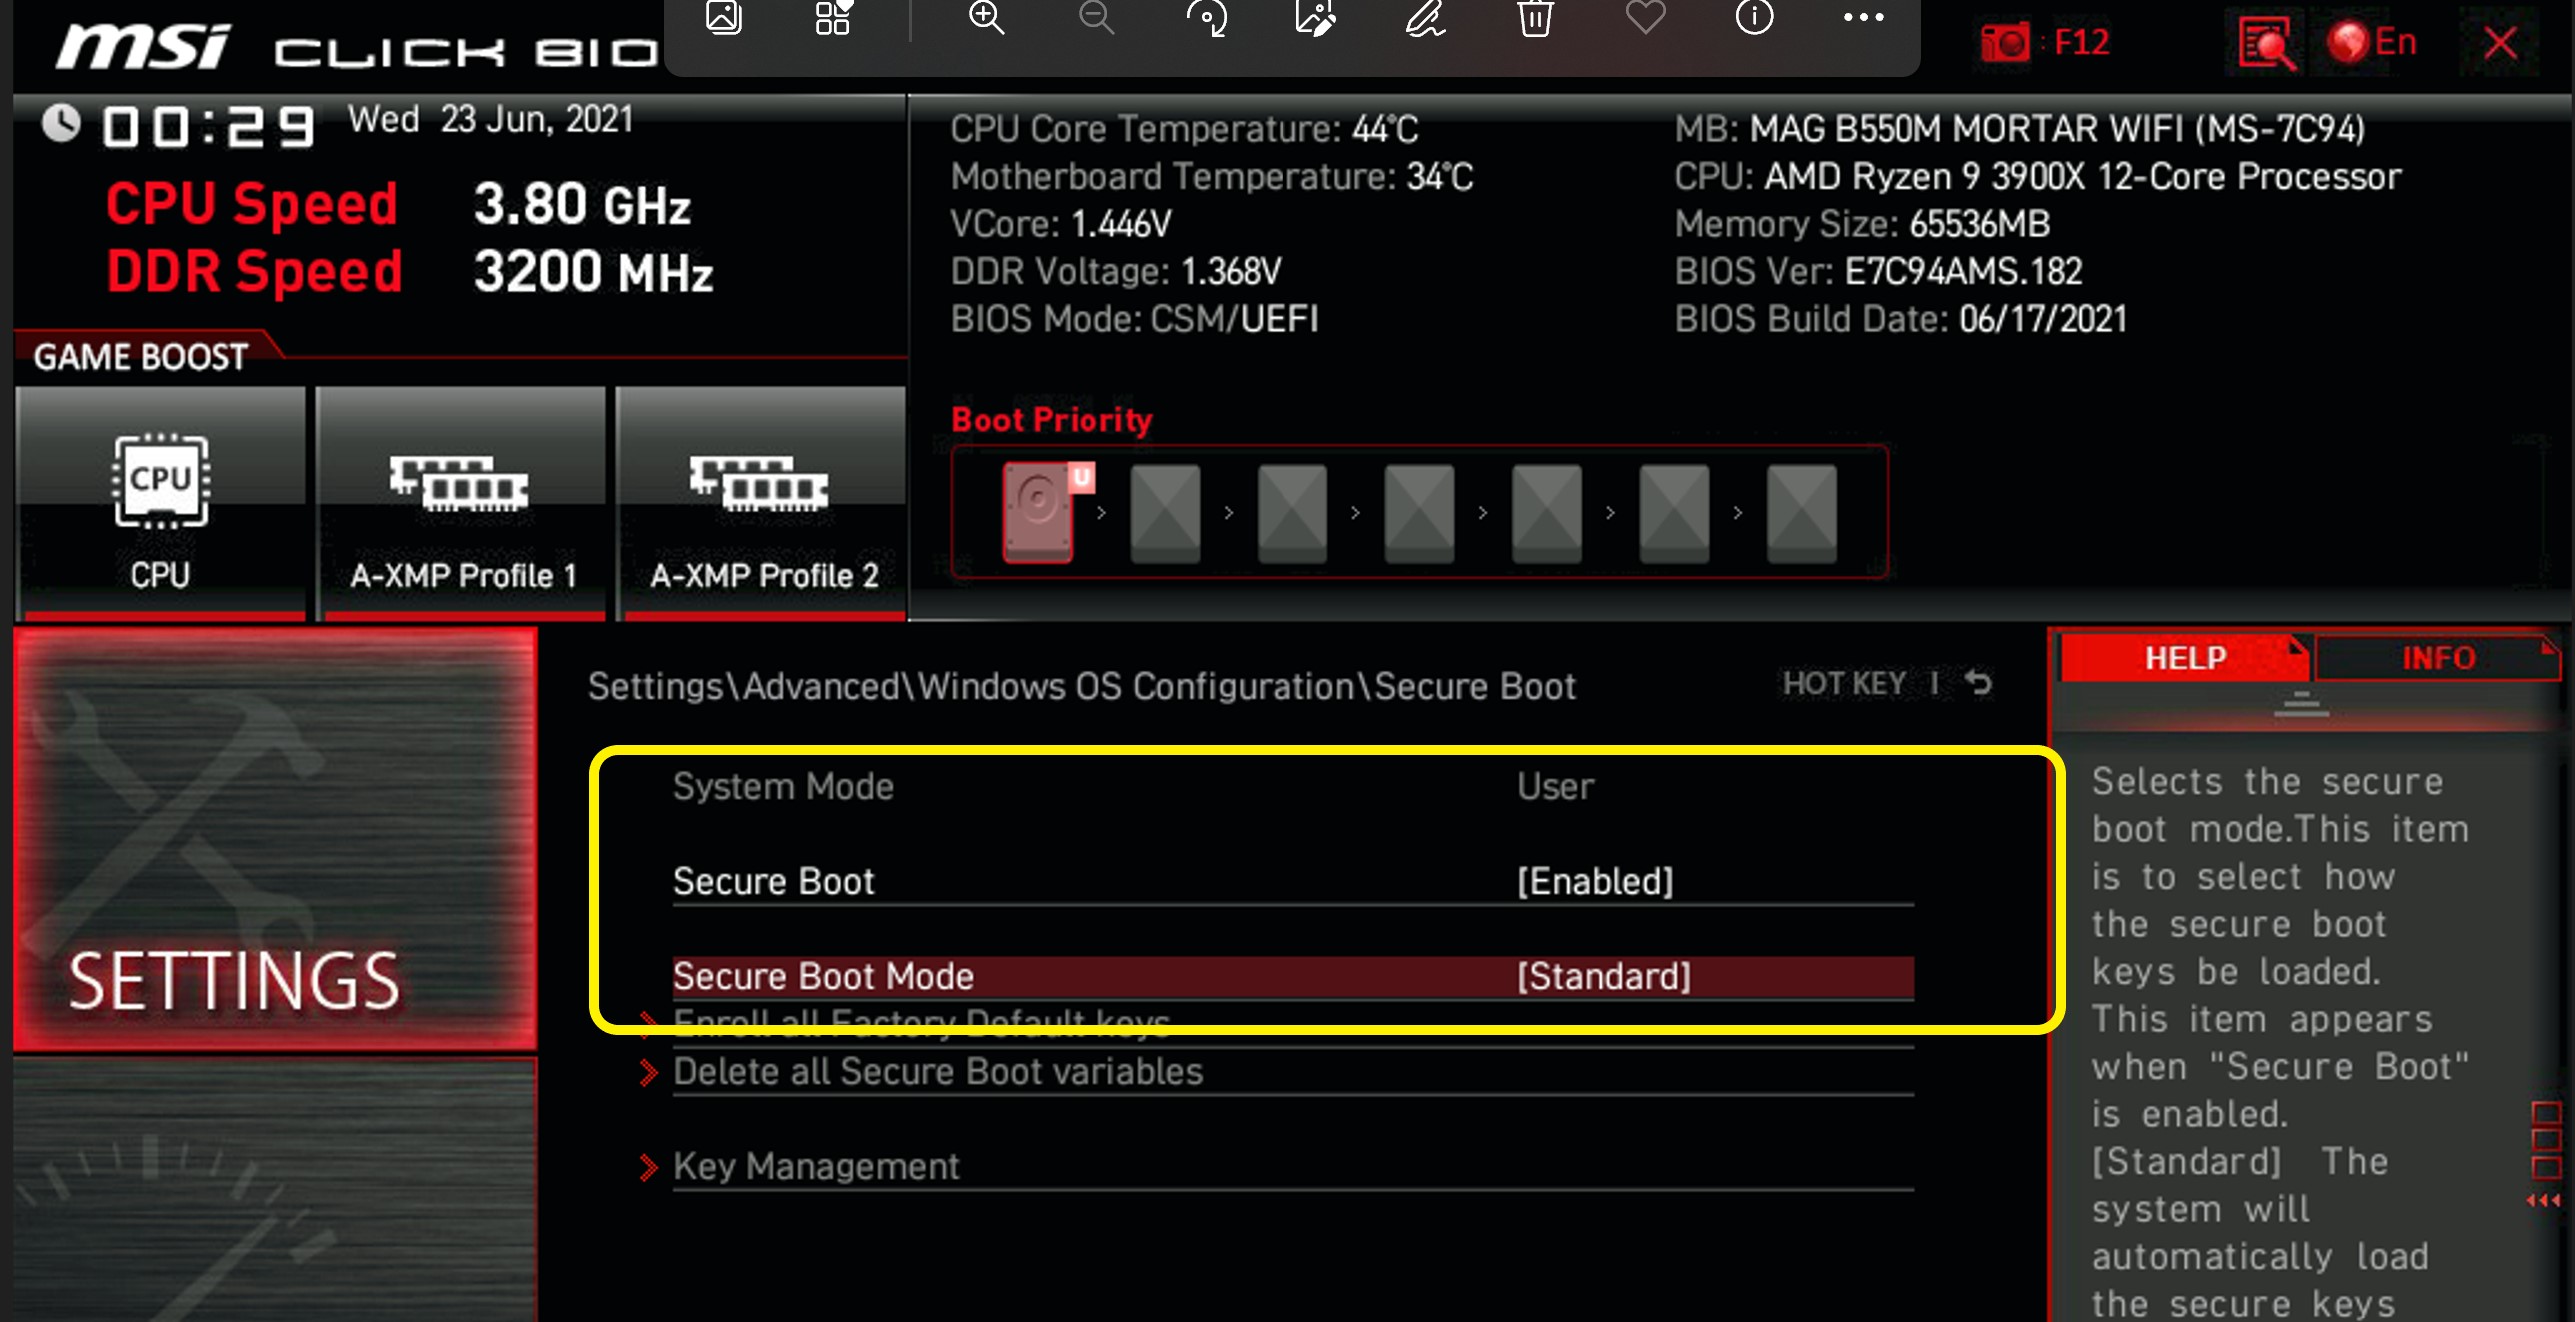 msi CLICK BIO
: F12
En
00:29 Wed 23 Jun, 2021
CPU Speed 3.80 GHz
DDR Speed 3200 MHz
CPU Core Temperature: 44°C
Motherboard Temperature: 34°C
VCore: 1.446V
DDR Voltage: 1.368V
BIOS Mode: CSM/UEFI
MB: MAG B550M MORTAR WIFI (MS-7C94)
CPU: AMD Ryzen 9 3900X 12-Core Processor
Memory Size: 65536MB
BIOS Ver: E7C94AMS.182
BIOS Build Date: 06/17/2021
GAME BOOST
CPU
CPU
A-XMP Profile 1
A-XMP Profile 2
Boot Priority
U
SETTINGS
Settings\Advanced\Windows OS Configuration\Secure Boot
HOT KEY |
System Mode User
Secure Boot [Enabled]
Secure Boot Mode [Standard]
Enroll all Factory Default keys
Delete all Secure Boot variables
Key Management
HELP
INFO
Selects the secure
boot mode.This item
is to select how
the secure boot
keys be loaded.
This item appears
when "Secure Boot"
is enabled.
[Standard] The
system will
automatically load
the secure keys